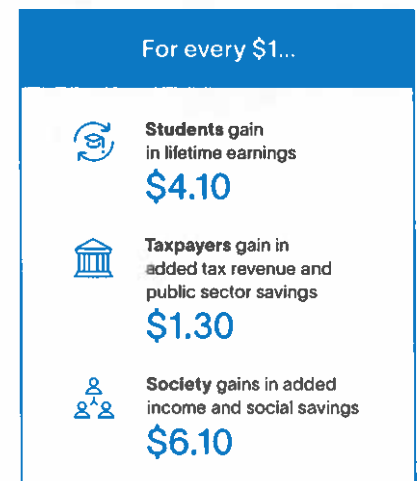 For every $1...
Students gain
in lifetime earnings
$4.10
Taxpayers gain in
added tax revenue and
public sector savings
$1.30
Society gains in added
income and social savings
$6.10